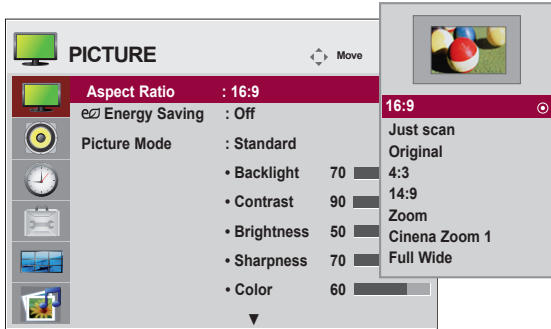 PICTURE
Move
Aspect Ratio : 16:9
Energy Saving : Off
Picture Mode : Standard
• Backlight 70
• Contrast 90
• Brightness 50
• Sharpness 70
• Color 60
▼
16:9
Just scan
Original
4:3
14:9
Zoom
Cinena Zoom 1
Full Wide